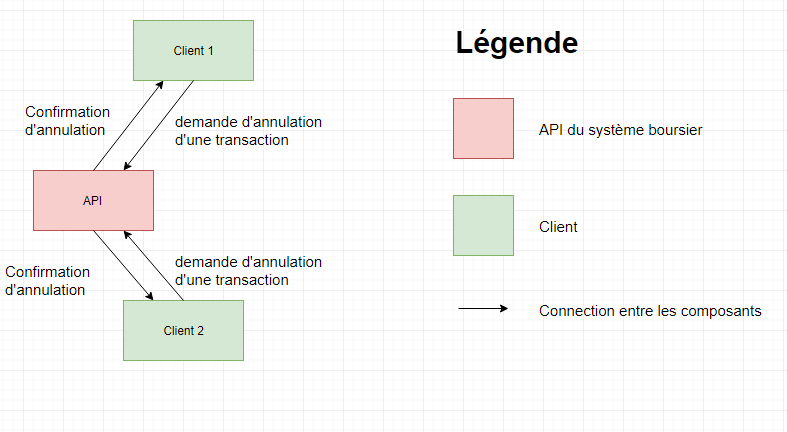 Client 1
Confirmation
d'annulation
demande d'annulation
d'une transaction
API
Confirmation
d'annulation
demande d'annulation
d'une transaction
Client 2
Légende
API du système boursier
Client
Connection entre les composants